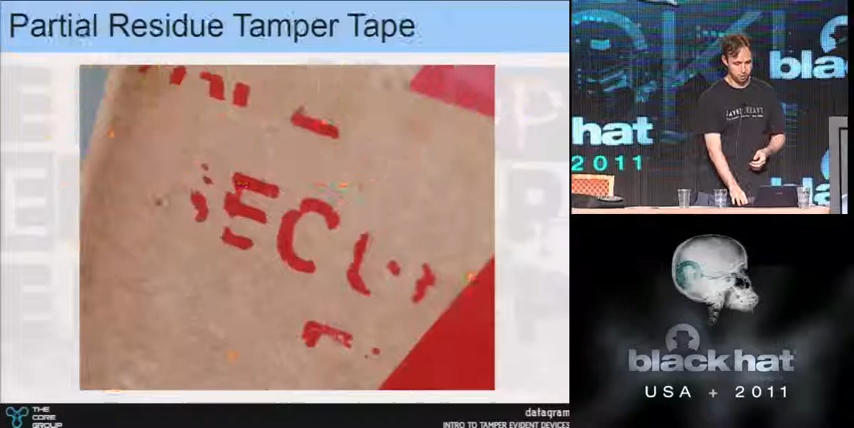 Partial Residue Tamper Tape
EC
THE
CORE
GROUP
datagram
INTRO TO TAMPER EVIDENT DEVICES
black
hat
2011
black hat
USA + 2011